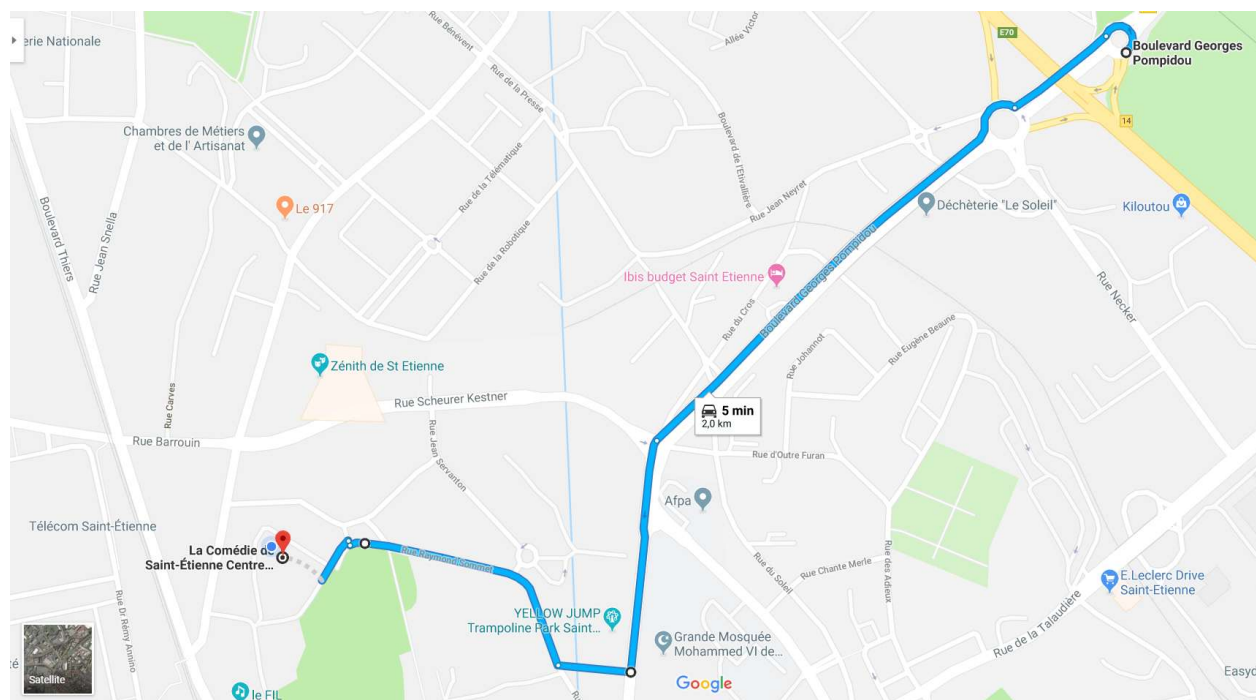 erie Nationale
Rue Bénévent
Allée Victor
E70
Boulevard Georges
Pompidou
Rue de la Presse
14
Chambres de Métiers
et de l' Artisanat
Rue de la Télématique
Boulevard de l'Etivallière
Rue Jean Neyret
Déchèterie "Le Soleil"
Kiloutou
Le 917
Boulevard Thiers
Rue Jean Snella
Rue de la Robotique
Boulevard Georges Pompidou
Ibis budget Saint Etienne
Rue du Cros
Rue Necker
Rue Johannot
Rue Eugène Beaune
Zénith de St Etienne
Rue Carves
Rue Scheurer Kestner
5 min
2,0 km
Rue Barrouin
Rue Jean Servanton
Rue d'Outre Furan
Afpa
Télécom Saint-Étienne
La Comédie de
Saint-Étienne Centre...
Rue Raymond Sommet
Rue du Soleil
Rue Chante Merle
Rue des Adieux
E.Leclerc Drive
Saint-Etienne
Rue Dr Rémy Annino
YELLOW JUMP
Trampoline Park Saint...
Grande Mosquée
Mohammed VI de...
Rue de la Talaudière
Satellite
té
le FIL
Google
Easyc